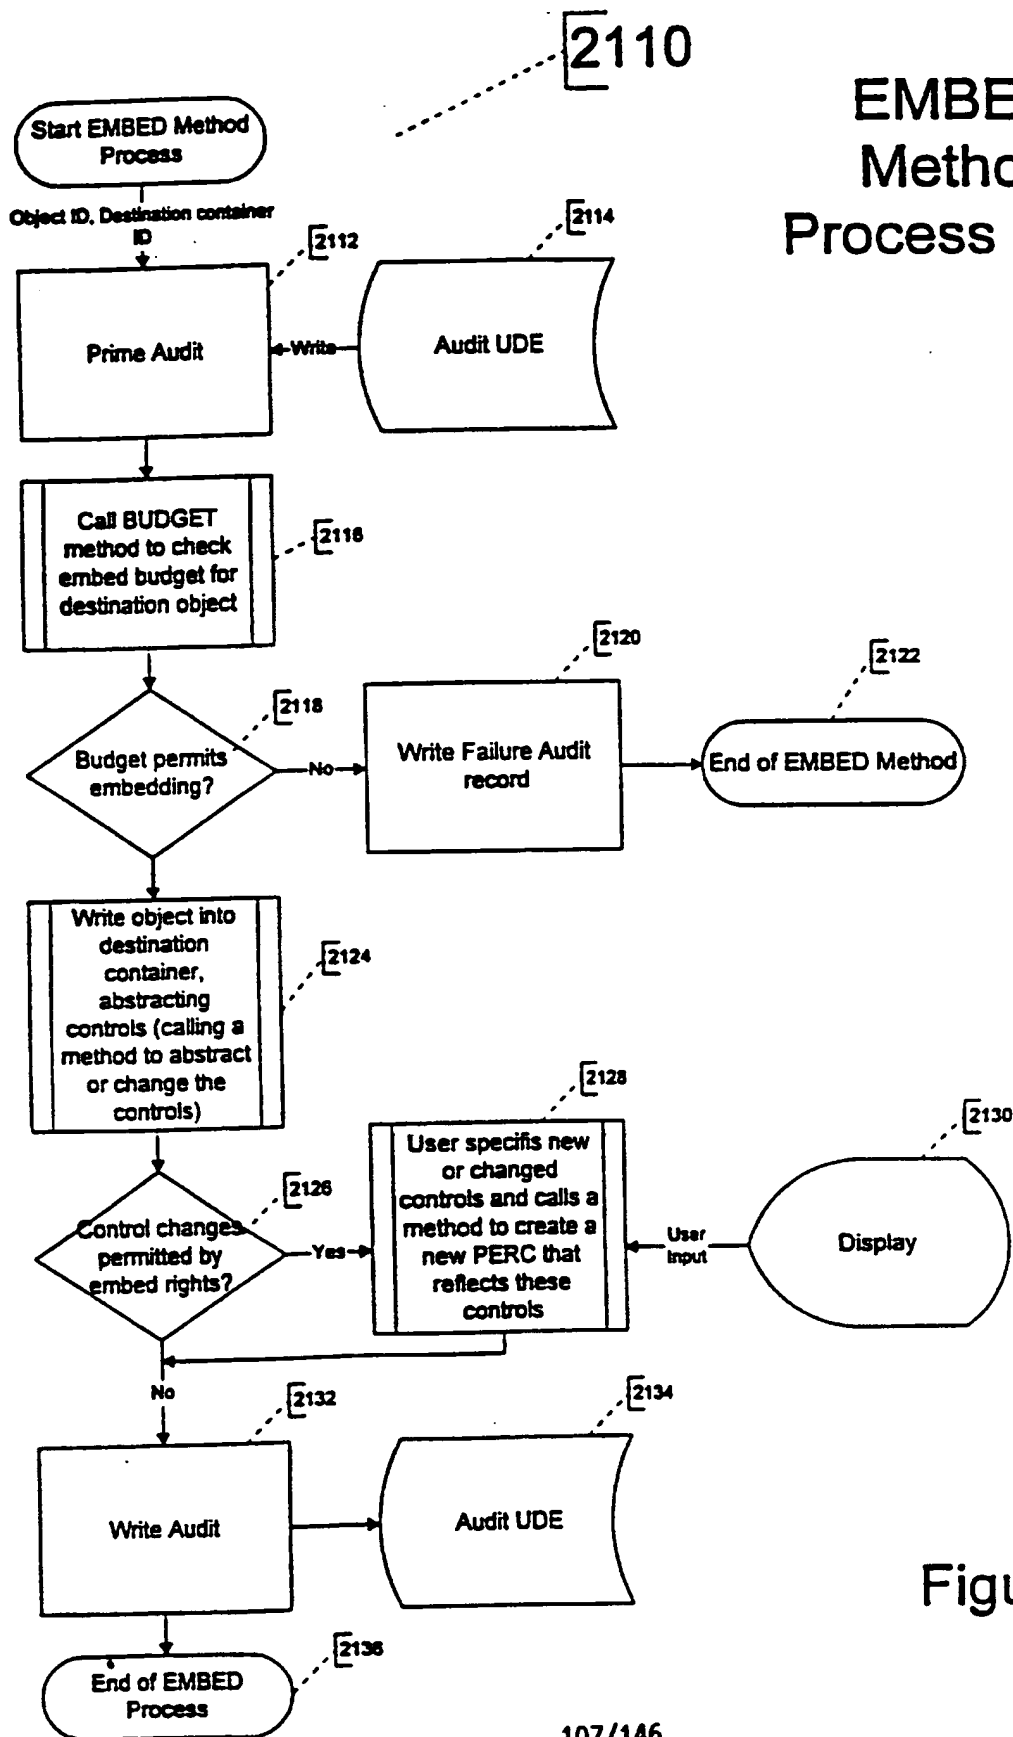 2110
EMBE
Metho
Process
Start EMBED Method
Process
Object ID, Destination container
ID
2112
2114
Prime Audit
Write
Audit UDE
Call BUDGET
method to check
embed budget for
destination object
2116
2118
Budget permits
embedding?
No
2120
Write Failure Audit
record
2122
End of EMBED Method
Write object into
destination
container,
abstracting
controls (calling a
method to abstract
or change the
controls)
2124
2126
Control changes
permitted by
embed rights?
Yes
2128
User specifis new
or changed
controls and calls a
method to create a
new PERC that
reflects these
controls
User
Input
2130
Display
No
2132
Write Audit
2134
Audit UDE
Figu
2136
End of EMBED
Process
107/146